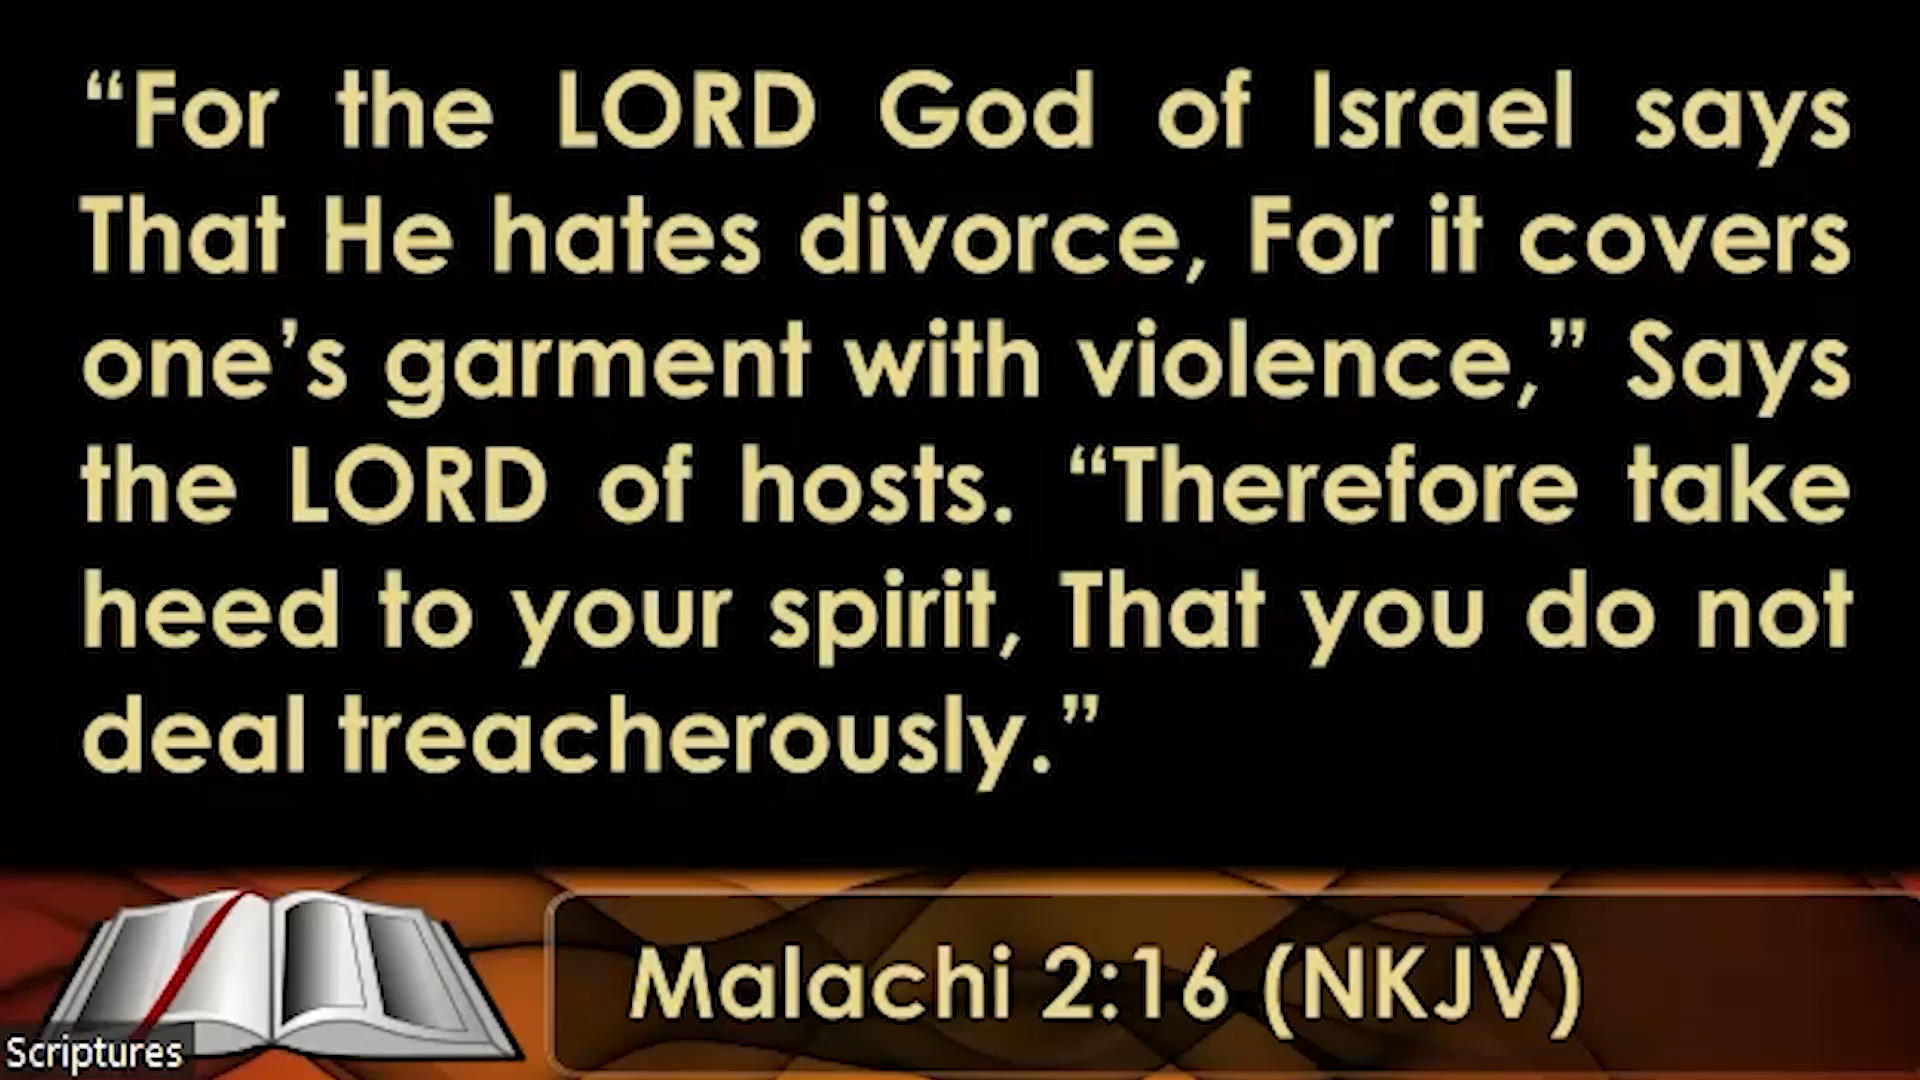 “For the LORD God of Israel says
That He hates divorce, For it covers
one’s garment with violence,” Says
the LORD of hosts. “Therefore take
heed to your spirit, That you do not
deal treacherously.”
Malachi 2:16 (NKJV)
Scriptures